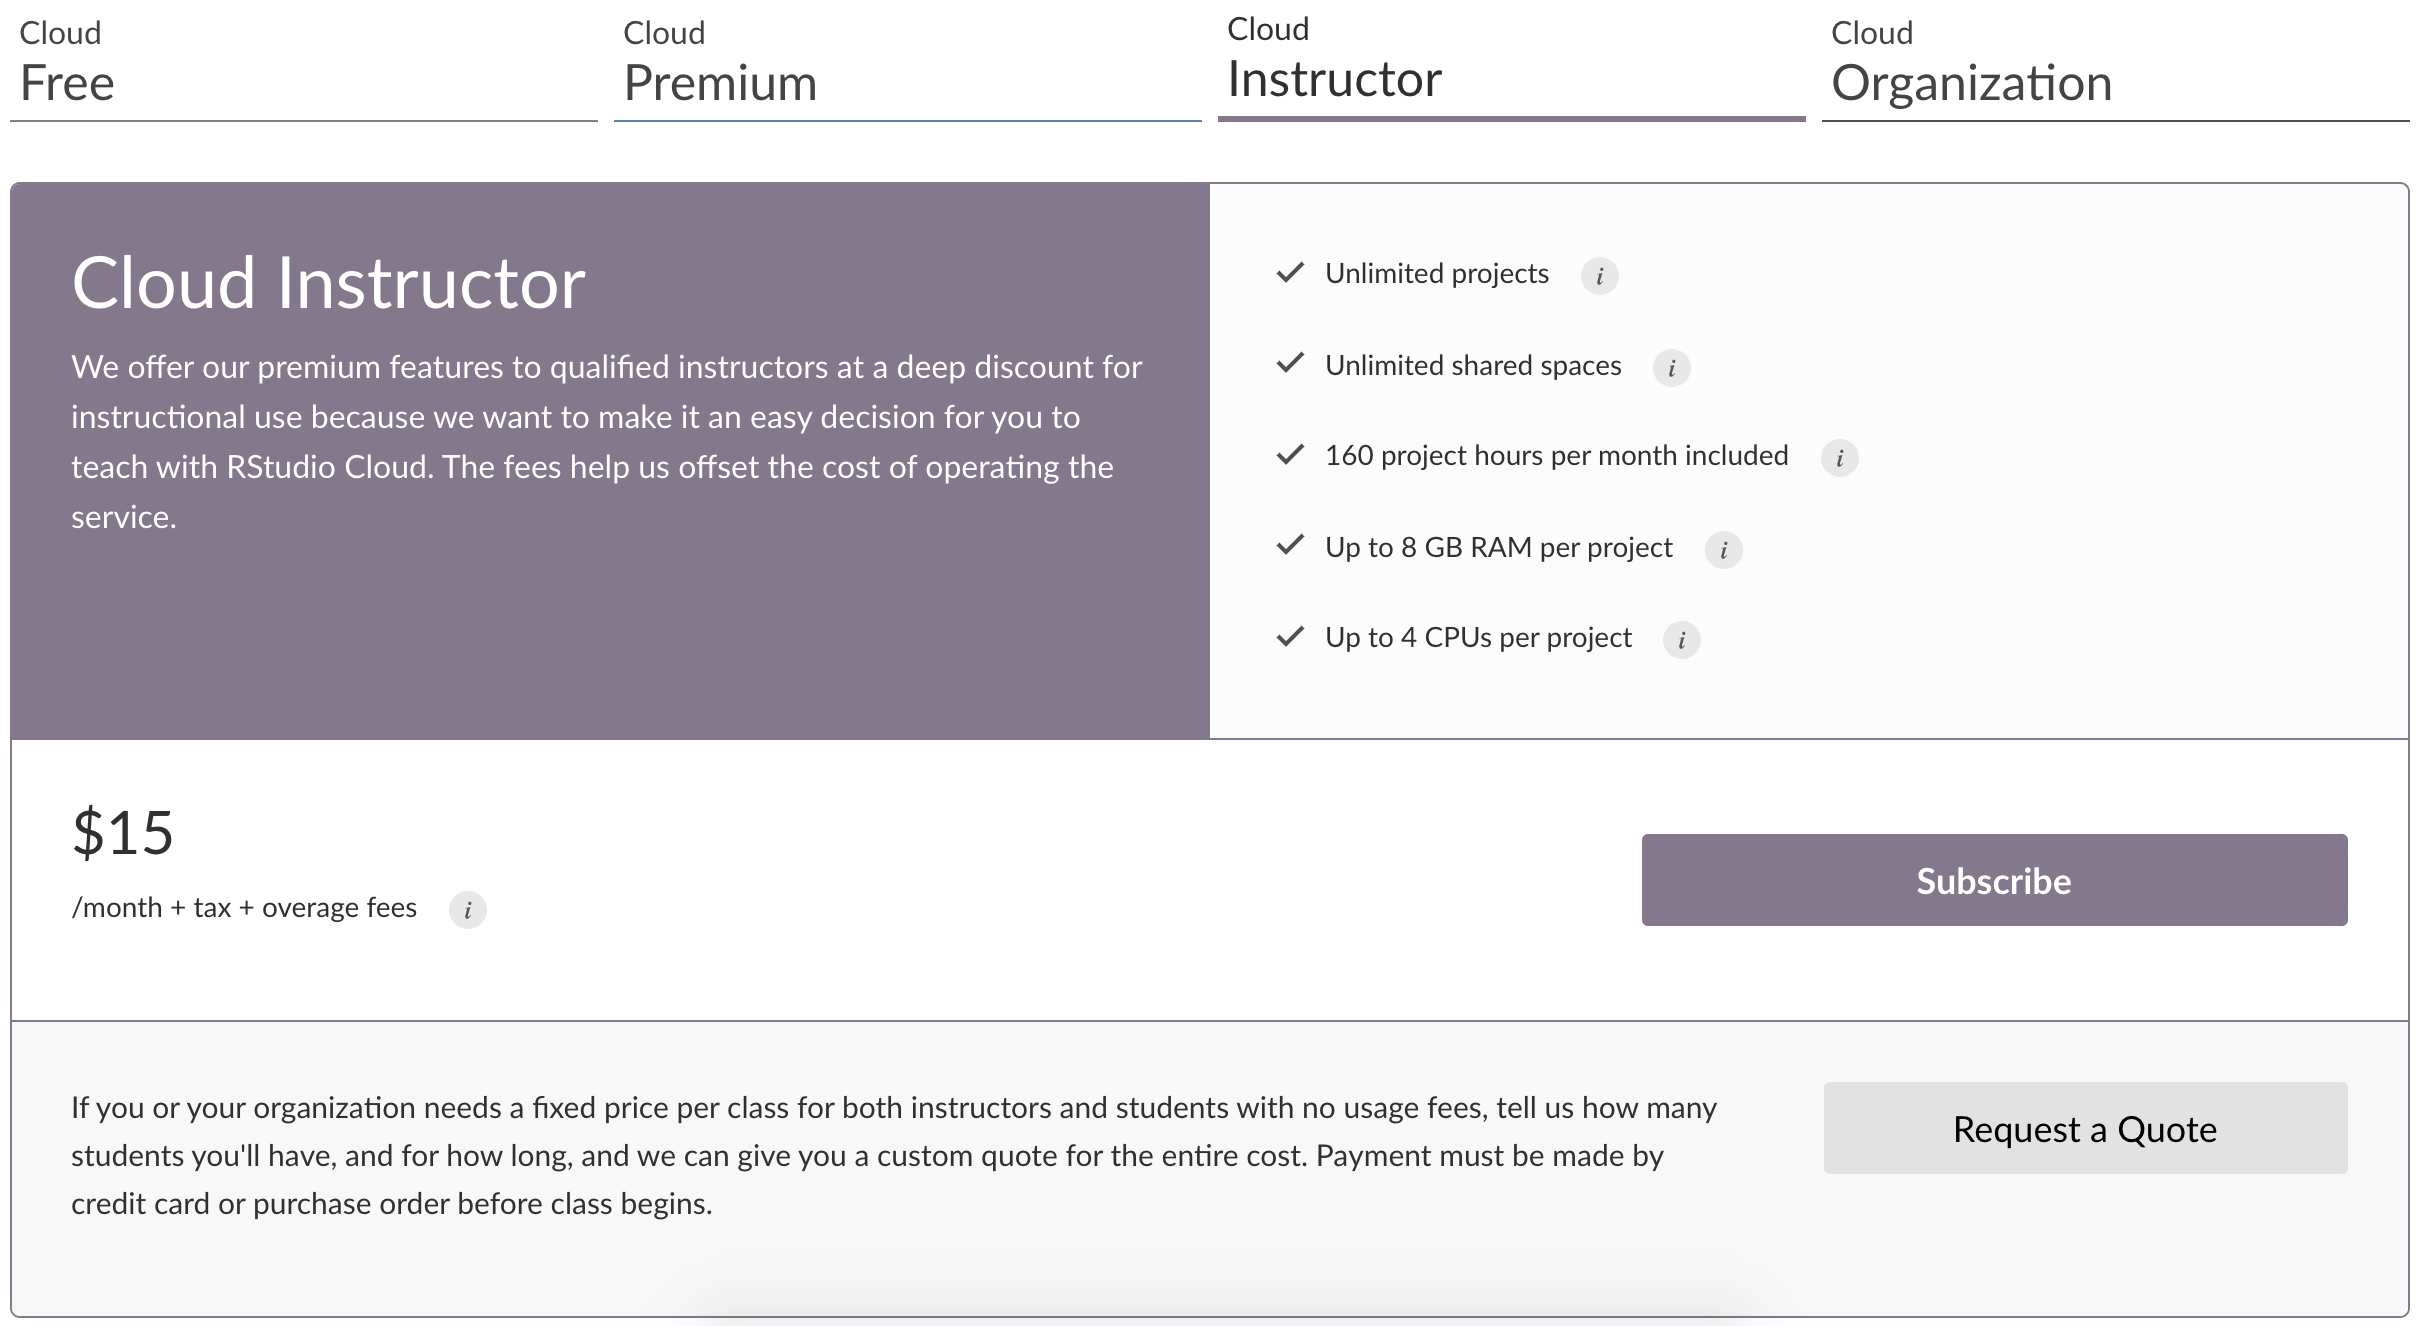 Cloud
Free
Cloud
Premium
Cloud
Instructor
Cloud
Organization
Cloud Instructor
We offer our premium features to qualified instructors at a deep discount for
instructional use because we want to make it an easy decision for you to
teach with RStudio Cloud. The fees help us offset the cost of operating the
service.
Unlimited projects i
Unlimited shared spaces i
160 project hours per month included i
Up to 8 GB RAM per project i
Up to 4 CPUs per project i
$15
/month + tax + overage fees i
Subscribe
If you or your organization needs a fixed price per class for both instructors and students with no usage fees, tell us how many
students you'll have, and for how long, and we can give you a custom quote for the entire cost. Payment must be made by
credit card or purchase order before class begins.
Request a Quote